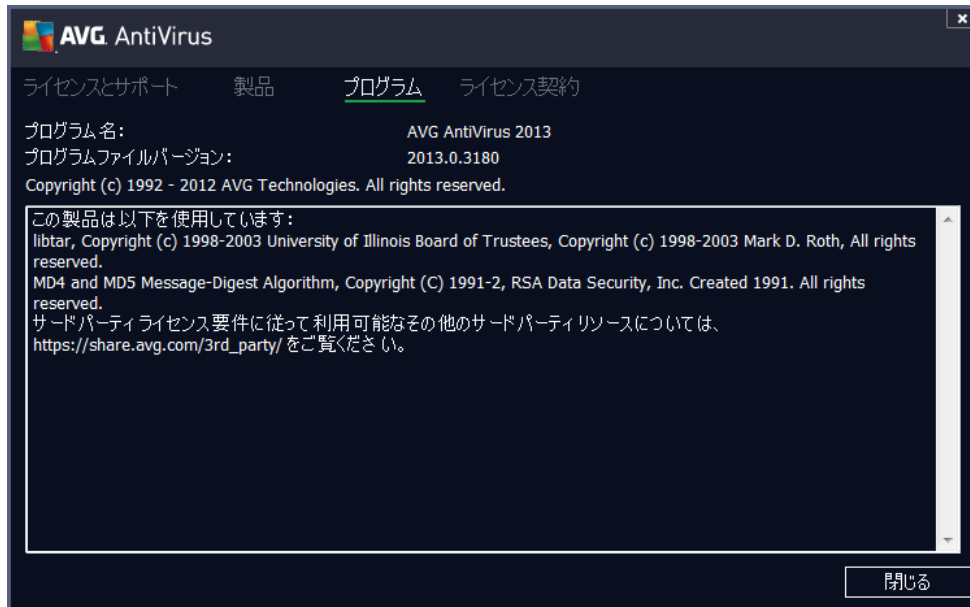 AVG. AntiVirus
ライセンスとサポート 製品 プログラム ライセンス契約
プログラム名: AVG AntiVirus 2013
プログラムファイルバージョン: 2013.0.3180
Copyright (c) 1992 - 2012 AVG Technologies. All rights reserved.
この製品は以下を使用しています:
libtar, Copyright (c) 1998-2003 University of Illinois Board of Trustees, Copyright (c) 1998-2003 Mark D. Roth, All rights
reserved.
MD4 and MD5 Message-Digest Algorithm, Copyright (C) 1991-2, RSA Data Security, Inc. Created 1991. All rights
reserved.
サードパーティライセンス要件に従って利用可能なその他のサードパーティリソースについては、
https://share.avg.com/3rd_party/をご覧ください。
閉じる